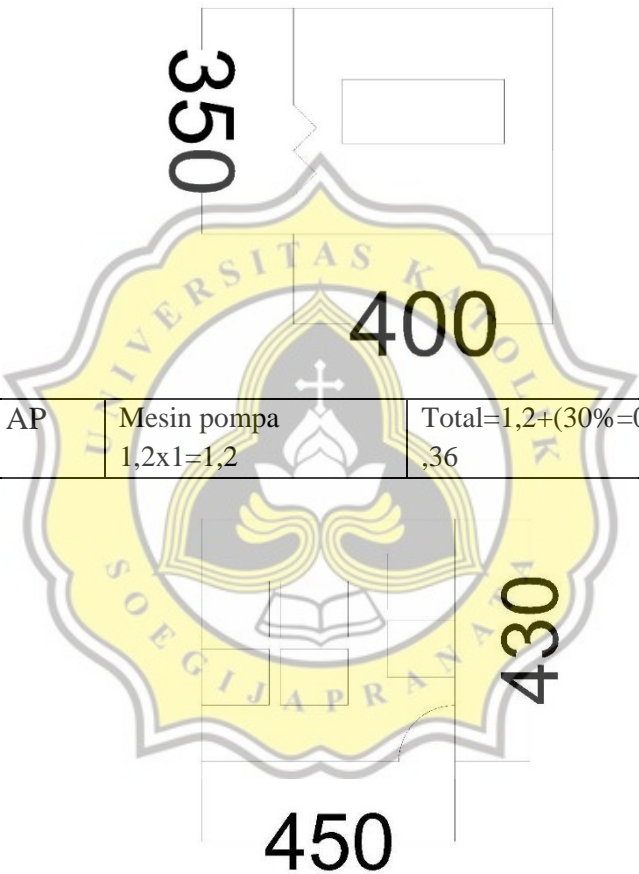 350
400
UNIVERSITAS KATOLIK
AP
Mesin pompa
1,2x1=1,2
Total=1,2+(30%=0
,36
SOEGIJAPRANATA
430
450